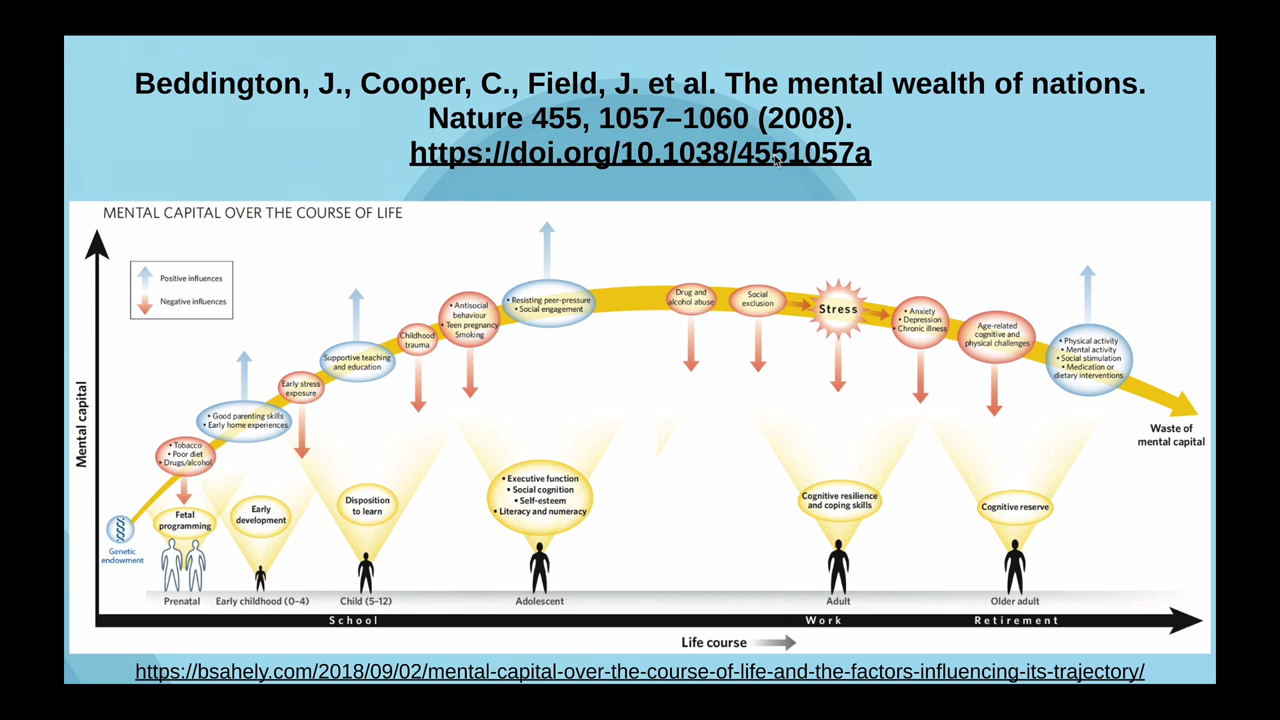 Beddington, J., Cooper, C., Field, J. et al. The mental wealth of nations.
Nature 455, 1057–1060 (2008).
https://doi.org/10.1038/4551057a
MENTAL CAPITAL OVER THE COURSE OF LIFE
Positive influences
Negative influences
Mental capital
Genetic
endowment
• Tobacco
• Poor diet
• Drugs/alcohol
• Good parenting skills
• Early home experiences
Early stress
exposure
Supportive teaching
and education
Childhood
trauma
• Antisocial
behaviour
• Teen pregnancy
Smoking
• Resisting peer-pressure
• Social engagement
Drug and
alcohol abuse
Social
exclusion
Stress
• Anxiety
• Depression
• Chronic illness
Age-related
cognitive and
physical challenges
• Physical activity
• Mental activity
• Social stimulation
• Medication or
dietary interventions
Waste of
mental capital
Fetal
programming
Early
development
Disposition
to learn
• Executive function
• Social cognition
• Self-esteem
• Literacy and numeracy
Cognitive resilience
and coping skills
Cognitive reserve
Prenatal
Early childhood (0–4)
Child (5-12)
Adolescent
Adult
Older adult
School
Work
Retirement
Life course
https://bsahely.com/2018/09/02/mental-capital-over-the-course-of-life-and-the-factors-influencing-its-trajectory/